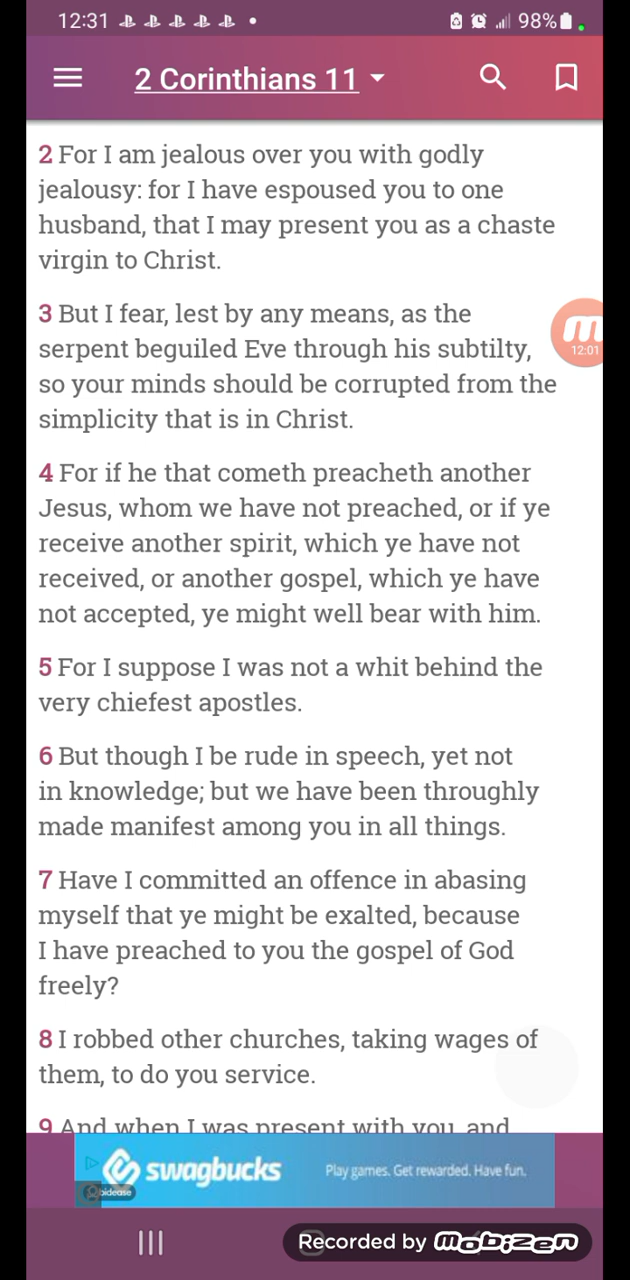 12:31
98%
2 Corinthians 11
2 For I am jealous over you with godly
jealousy: for I have espoused you to one
husband, that I may present you as a chaste
virgin to Christ.
3 But I fear, lest by any means, as the
serpent beguiled Eve through his subtilty,
so your minds should be corrupted from the
simplicity that is in Christ.
12:01
4 For if he that cometh preacheth another
Jesus, whom we have not preached, or if ye
receive another spirit, which ye have not
received, or another gospel, which ye have
not accepted, ye might well bear with him.
5 For I suppose I was not a whit behind the
very chiefest apostles.
6 But though I be rude in speech, yet not
in knowledge; but we have been throughly
made manifest among you in all things.
7 Have I committed an offence in abasing
myself that ye might be exalted, because
I have preached to you the gospel of God
freely?
8 I robbed other churches, taking wages of
them, to do you service.
9 And when I was present with you, and
swagbucks
Play games. Get rewarded. Have fun.
bidease
Recorded by mobizen